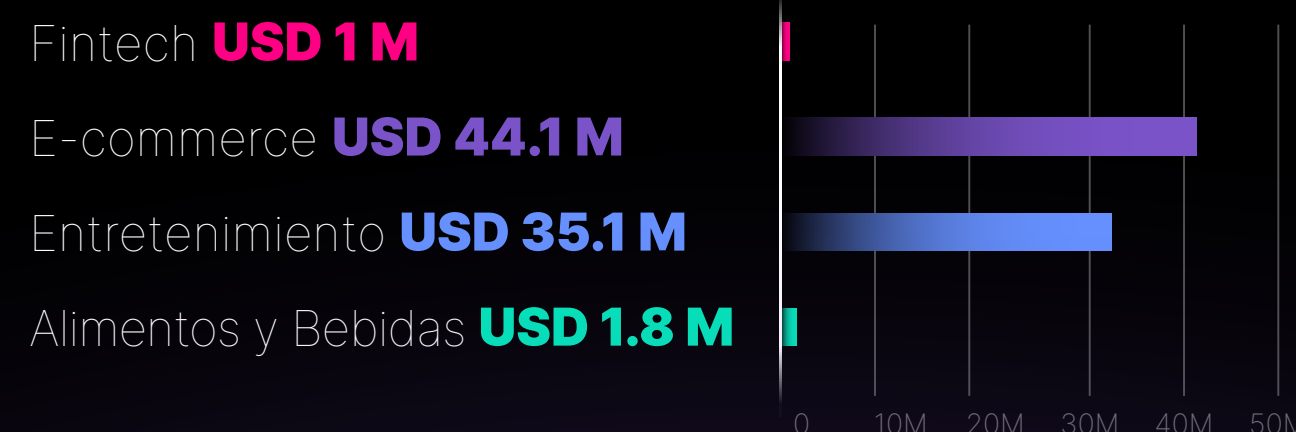 Fintech USD 1 M
E-commerce USD 44.1 M
Entretenimiento USD 35.1 M
Alimentos y Bebidas USD 1.8 M
0 10M 20M 30M 40M 50M